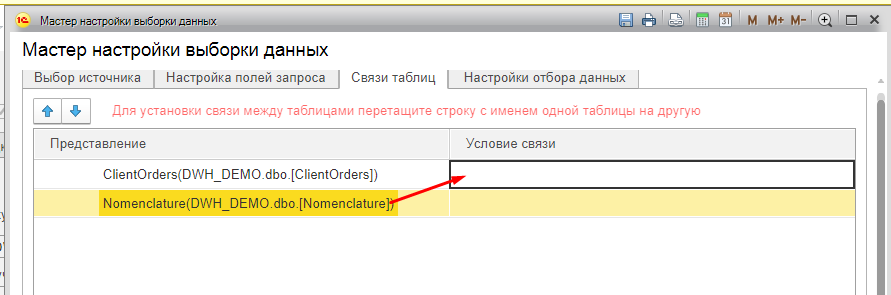 1С Мастер настройки выборки данных M M+ M-
Мастер настройки выборки данных
Выбор источника Настройка полей запроса Связи таблиц Настройки отбора данных
Для установки связи между таблицами перетащите строку с именем одной таблицы на другую
Представление Условие связи
ClientOrders(DWH_DEMO.dbo.[ClientOrders])
Nomenclature(DWH_DEMO.dbo.[Nomenclature])